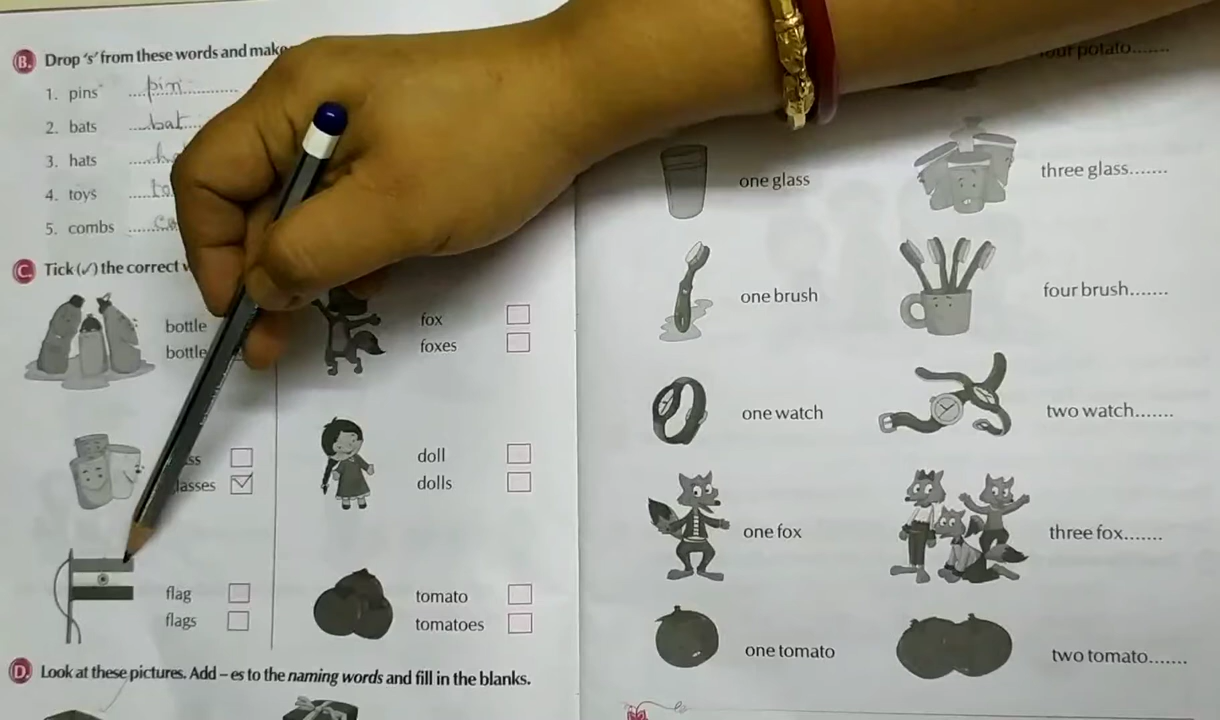 B. Drop 's' from these words and make
1. pins pin
2. bats bat
3. hats
4. toys to
5. combs
C. Tick (✓) the correct
bottle
bottle
fox
foxes
lasses ✓
doll
dolls
flag
flags
tomato
tomatoes
D. Look at these pictures. Add – es to the naming words and fill in the blanks.
four potato.......
one glass
three glass.......
one brush
four brush.......
one watch
two watch.......
one fox
three fox.......
one tomato
two tomato.......